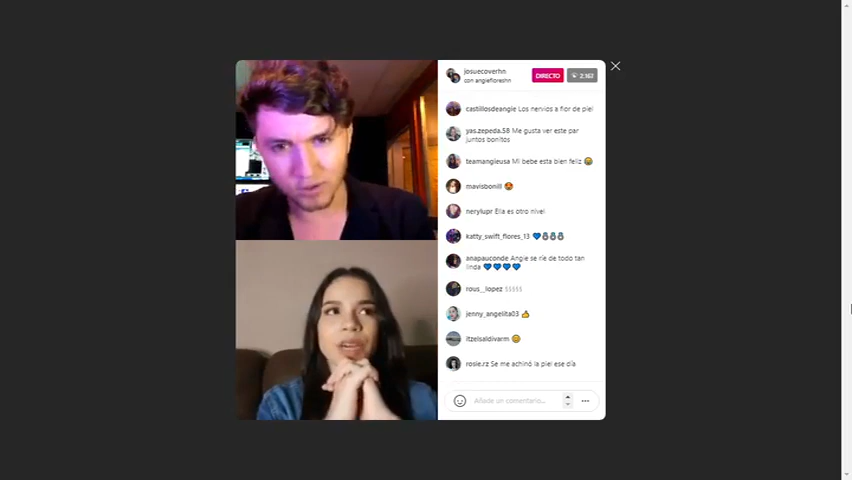 josuecoverhn
con angiefloreshn
DIRECTO
2.162
castillosdeangie Los nervios a flor de piel
yas.zepeda.58 Me gusta ver este par
juntos bonitos
teamangieusa Mi bebe esta bien feliz 😂
mavisbonill 😍
nerylupr Ella es otro nivel
katty_swift_flores_13
anapauconde Angie se ríe de todo tan
linda 💙💙💙💙
rous__lopez
jenny_angelita03 👍
itzelsaldivarm 😊
rosie.rz Se me achinó la piel ese día
Añade un comentario...